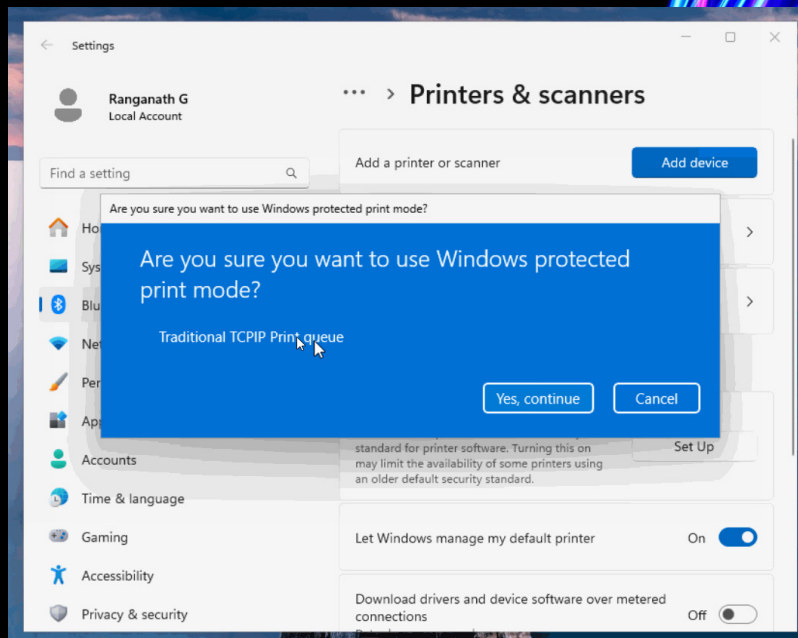 Settings
Ranganath G
Local Account
Find a setting
Ho
Sys
Blu
Net
Per
App
Accounts
Time & language
Gaming
Accessibility
Privacy & security
... > Printers & scanners
Add a printer or scanner
Add device
Are you sure you want to use Windows protected print mode?
Are you sure you want to use Windows protected
print mode?
Traditional TCPIP Print queue
Yes, continue
Cancel
standard for printer software. Turning this on
may limit the availability of some printers using
an older default security standard.
Set Up
Let Windows manage my default printer
On
Download drivers and device software over metered
connections
Off